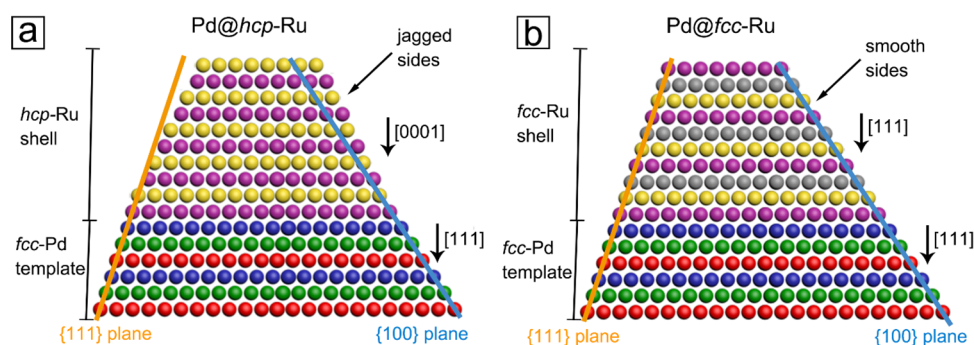 a
Pd@hcp-Ru
jagged
sides
hcp-Ru
shell
[0001]
fcc-Pd
template
[111]
{111} plane
{100} plane
b
Pd@fcc-Ru
smooth
sides
fcc-Ru
shell
[111]
fcc-Pd
template
[111]
{111} plane
{100} plane